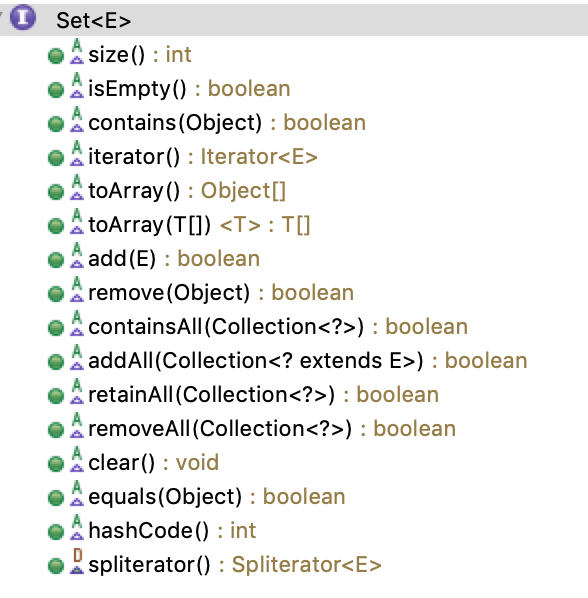 I Set<E>
A size() : int
A isEmpty() : boolean
A contains(Object) : boolean
A iterator() : Iterator<E>
A toArray() : Object[]
A toArray(T[]) <T> : T[]
A add(E) : boolean
A remove(Object) : boolean
A containsAll(Collection<?>) : boolean
A addAll(Collection<? extends E>) : boolean
A retainAll(Collection<?>) : boolean
A removeAll(Collection<?>) : boolean
A clear() : void
A equals(Object) : boolean
A hashCode() : int
D spliterator() : Spliterator<E>